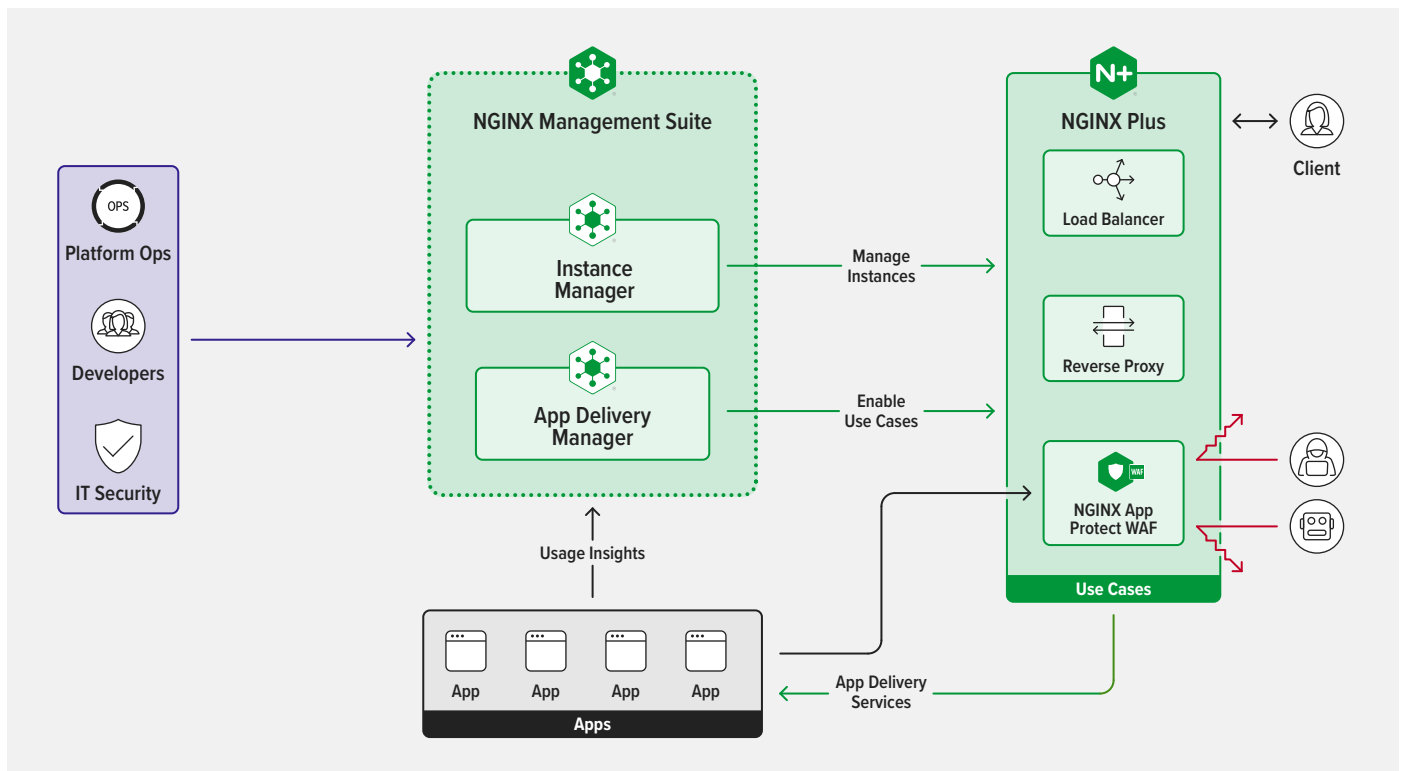 NGINX Management Suite
N+
NGINX Plus
Client
OPS
Platform Ops
Developers
IT Security
Instance
Manager
App Delivery
Manager
Manage
Instances
Enable
Use Cases
Load Balancer
Reverse Proxy
WAF
NGINX App
Protect WAF
Use Cases
Usage Insights
App
App
App
App
Apps
App Delivery
Services